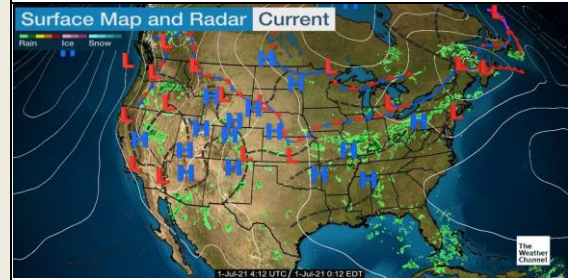 Surface Map and Radar Current
Rain Ice Snow
L
H
L L L H L L L
H
L H L H L
L H H L
H H H H
H H L L H
L L H H H H
The
Weather
Channel
1-Jul-21 4:12 UTC / 1-Jul-21 0:12 EDT